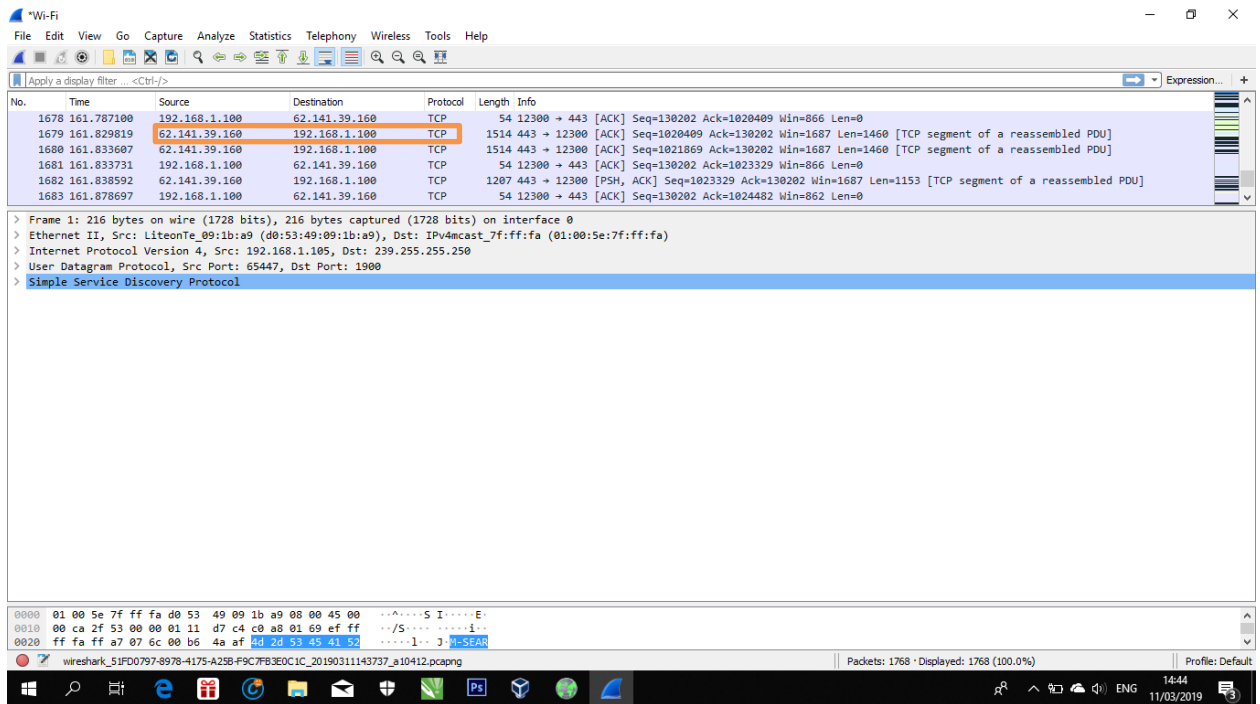 *Wi-Fi
File Edit View Go Capture Analyze Statistics Telephony Wireless Tools Help
Apply a display filter ... <Ctrl-/> Expression... +
No. Time Source Destination Protocol Length Info
1678 161.787100 192.168.1.100 62.141.39.160 TCP 54 12300 → 443 [ACK] Seq=130202 Ack=1020409 Win=866 Len=0
1679 161.829819 62.141.39.160 192.168.1.100 TCP 1514 443 → 12300 [ACK] Seq=1020409 Ack=130202 Win=1687 Len=1460 [TCP segment of a reassembled PDU]
1680 161.833607 62.141.39.160 192.168.1.100 TCP 1514 443 → 12300 [ACK] Seq=1021869 Ack=130202 Win=1687 Len=1460 [TCP segment of a reassembled PDU]
1681 161.833731 192.168.1.100 62.141.39.160 TCP 54 12300 → 443 [ACK] Seq=130202 Ack=1023329 Win=866 Len=0
1682 161.838592 62.141.39.160 192.168.1.100 TCP 1207 443 → 12300 [PSH, ACK] Seq=1023329 Ack=130202 Win=1687 Len=1153 [TCP segment of a reassembled PDU]
1683 161.878697 192.168.1.100 62.141.39.160 TCP 54 12300 → 443 [ACK] Seq=130202 Ack=1024482 Win=862 Len=0
> Frame 1: 216 bytes on wire (1728 bits), 216 bytes captured (1728 bits) on interface 0
> Ethernet II, Src: LiteonTe_09:1b:a9 (d0:53:49:09:1b:a9), Dst: IPv4mcast_7f:ff:fa (01:00:5e:7f:ff:fa)
> Internet Protocol Version 4, Src: 192.168.1.105, Dst: 239.255.255.250
> User Datagram Protocol, Src Port: 65447, Dst Port: 1900
> Simple Service Discovery Protocol
0000 01 00 5e 7f ff fa d0 53 49 09 1b a9 08 00 45 00 ··^····S I·····E·
0010 00 ca 2f 53 00 00 01 11 d7 c4 c0 a8 01 69 ef ff ··/S···· ·····i··
0020 ff fa ff a7 07 6c 00 b6 4a af 4d 2d 53 45 41 52 ·····l·· J·M-SEAR
wireshark_51FD0797-8978-4175-A25B-F9C7FB3E0C1C_20190311143737_a10412.pcapng Packets: 1768 · Displayed: 1768 (100.0%) Profile: Default
Ps ENG 14:44
11/03/2019 3